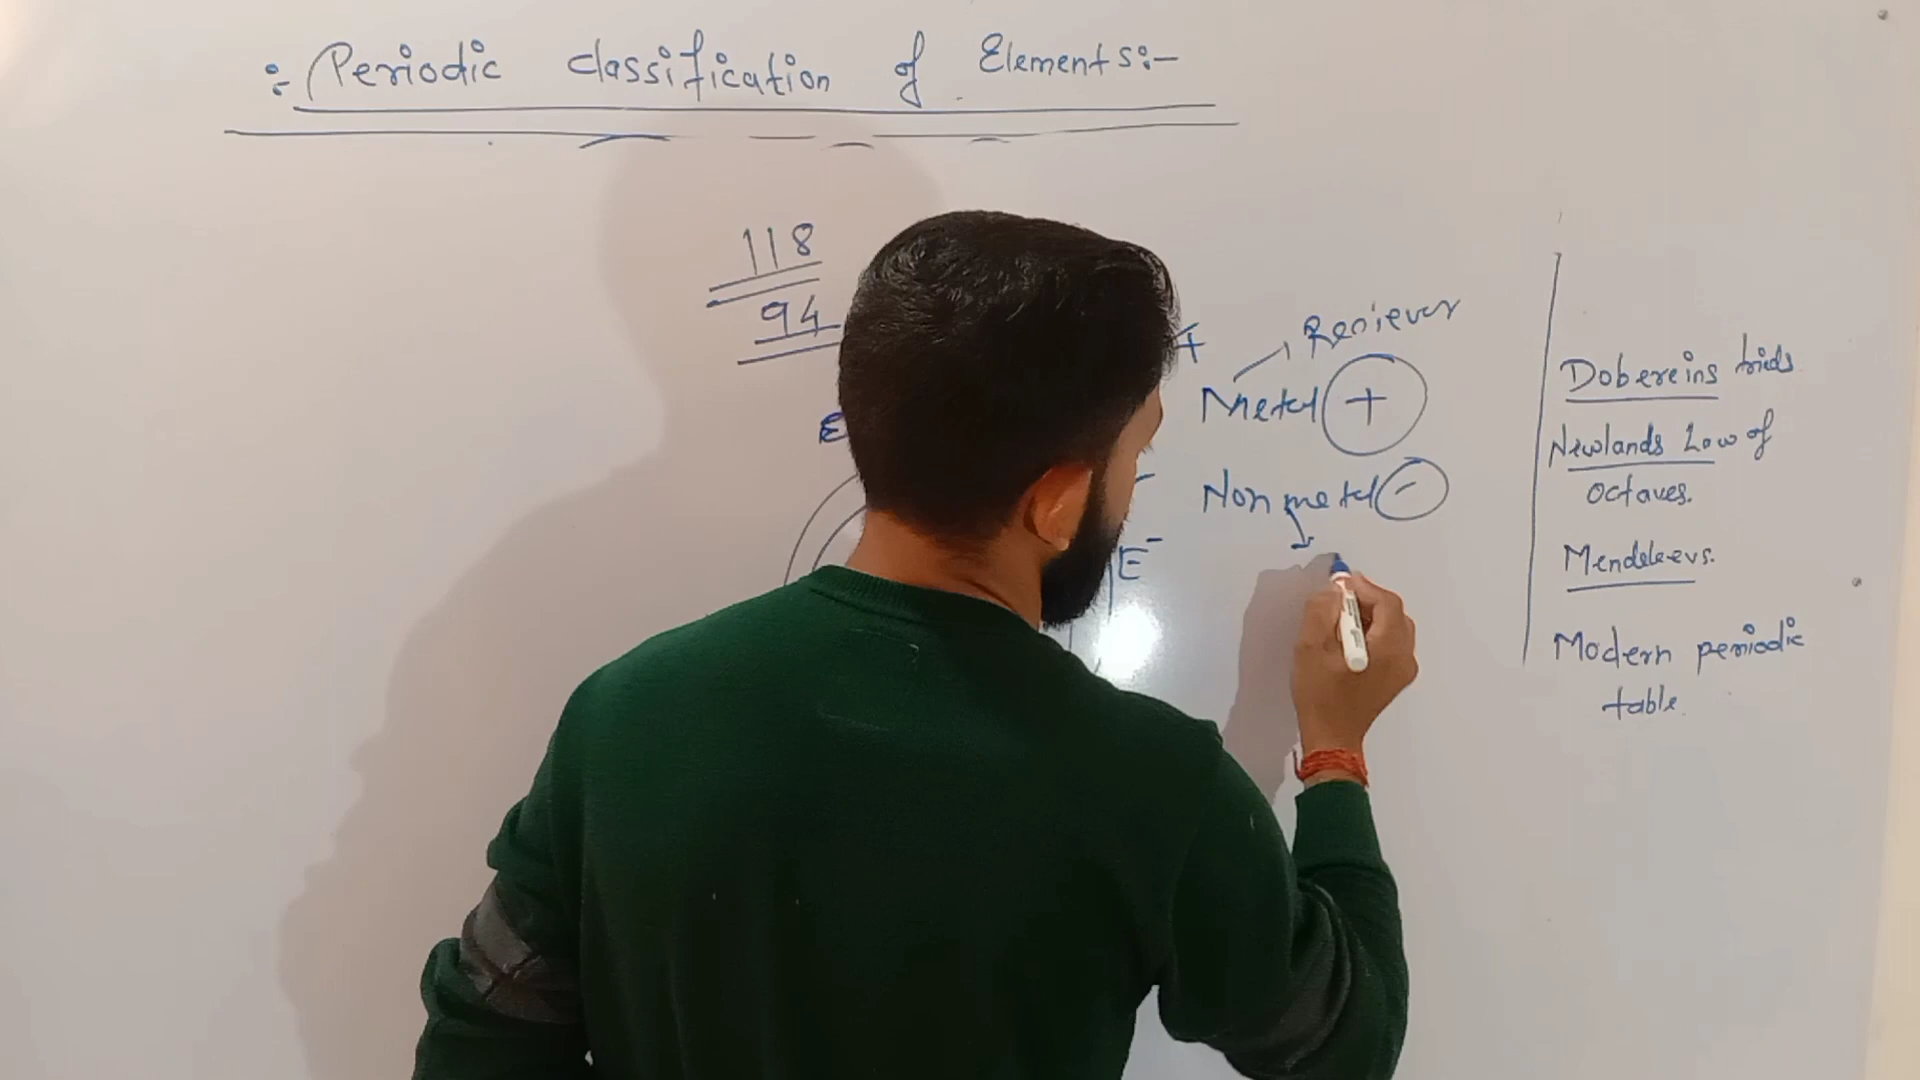 :- Periodic classification of Elements:-
118
94
E
+
Reciever
Metal +
Non metal -
E-
Dobereins triads
Newlands Law of
Octaves.
Mendeleevs.
Modern periodic
table.